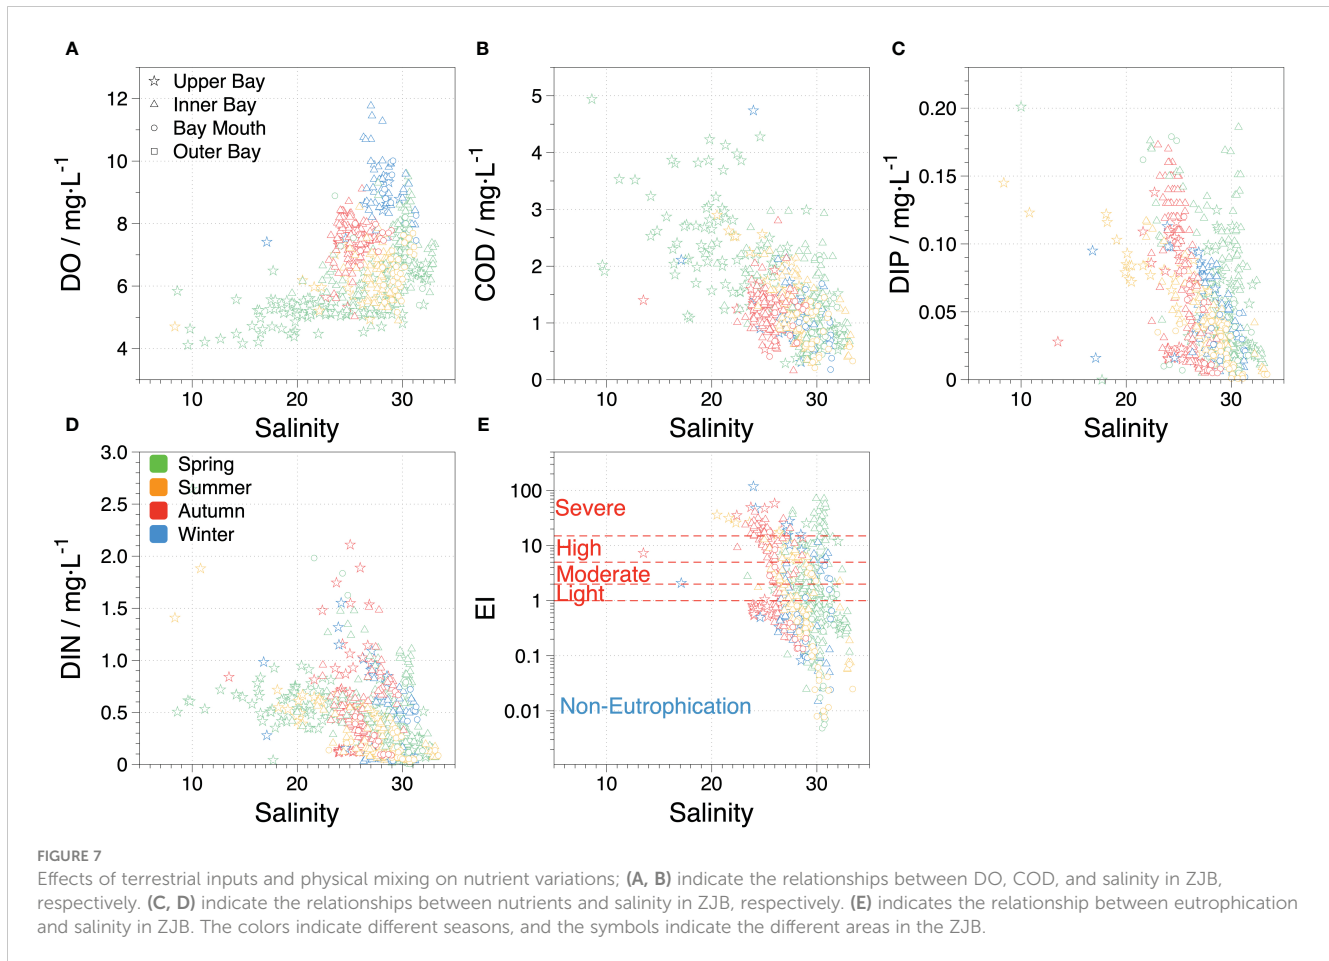 A
DO / mg·L⁻¹
12
10
8
6
4
☆ Upper Bay
△ Inner Bay
○ Bay Mouth
□ Outer Bay
10 20 30
Salinity
B
COD / mg·L⁻¹
5
4
3
2
1
0
10 20 30
Salinity
C
DIP / mg·L⁻¹
0.20
0.15
0.10
0.05
0
10 20 30
Salinity
D
DIN / mg·L⁻¹
3.0
2.5
2.0
1.5
1.0
0.5
0
Spring
Summer
Autumn
Winter
10 20 30
Salinity
E
EI
100
10
1
0.1
0.01
Severe
High
Moderate
Light
Non-Eutrophication
10 20 30
Salinity
FIGURE 7
Effects of terrestrial inputs and physical mixing on nutrient variations; (A, B) indicate the relationships between DO, COD, and salinity in ZJB,
respectively. (C, D) indicate the relationships between nutrients and salinity in ZJB, respectively. (E) indicates the relationship between eutrophication
and salinity in ZJB. The colors indicate different seasons, and the symbols indicate the different areas in the ZJB.